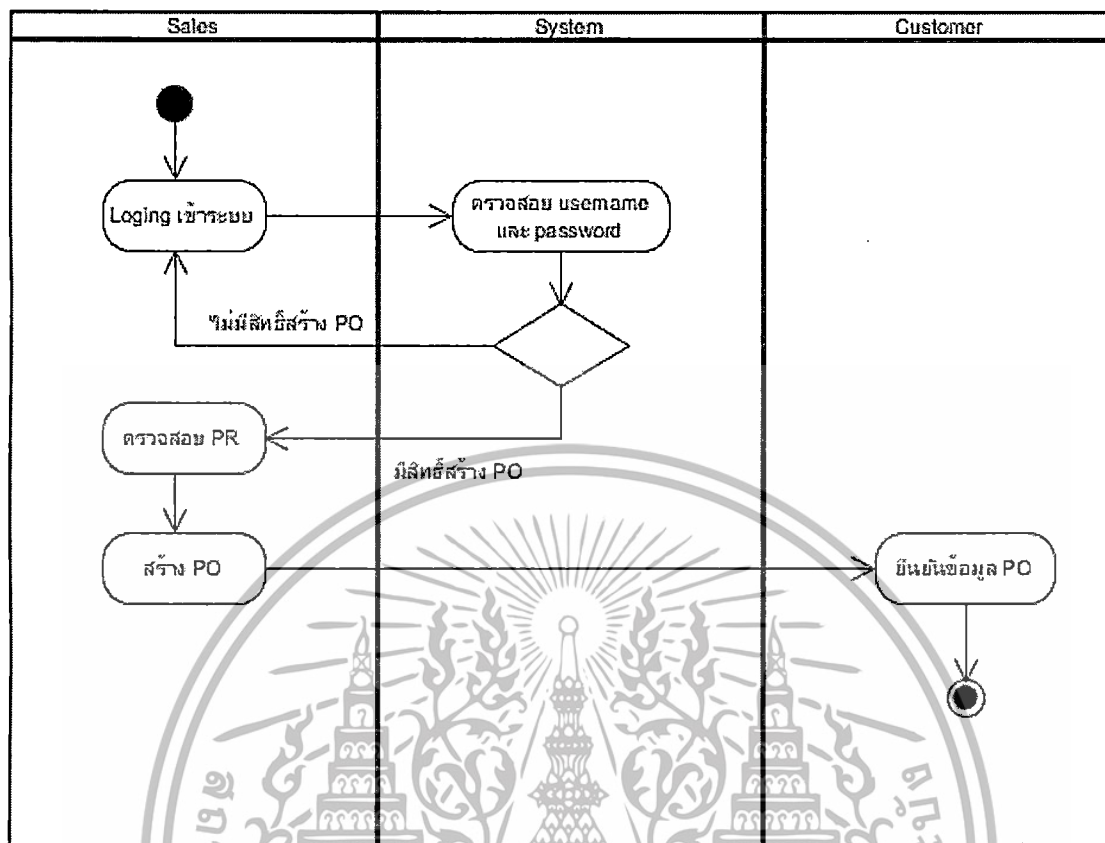 Sales
System
Customer
Loging เข้าระบบ
ตรวจสอบ username
และ password
ไม่มีสิทธิ์สร้าง PO
ตรวจสอบ PR
มีสิทธิ์สร้าง PO
สร้าง PO
ยืนยันข้อมูล PO